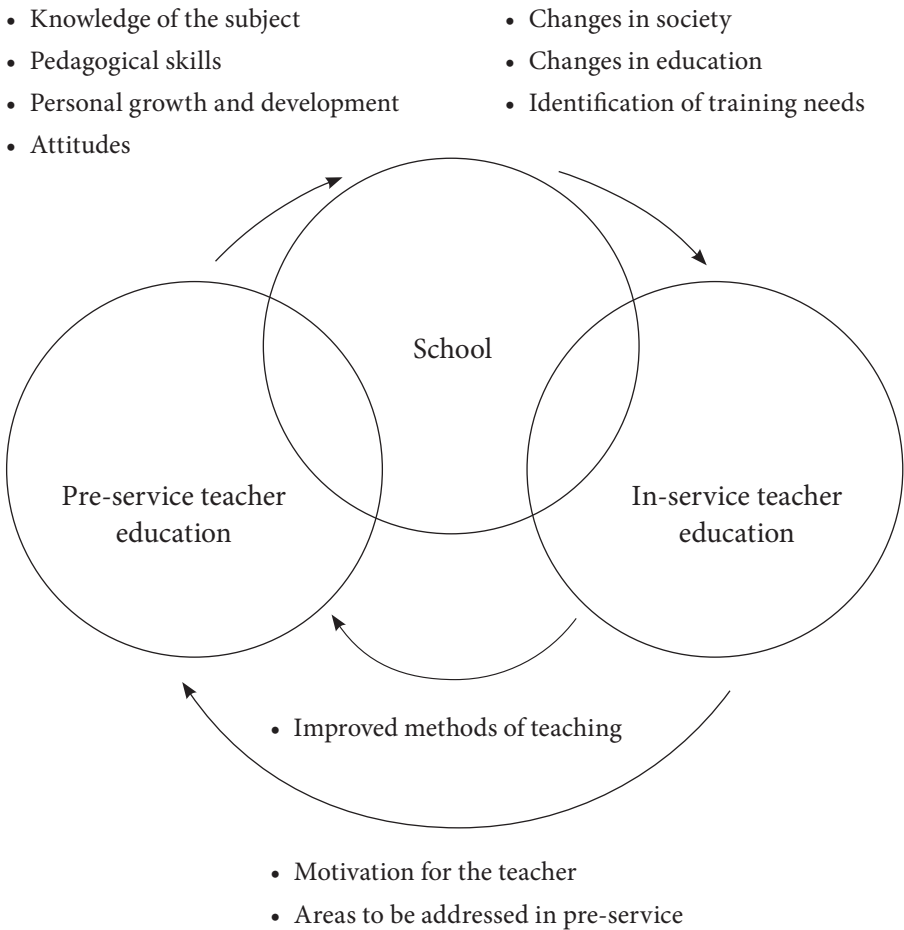 • Knowledge of the subject
• Pedagogical skills
• Personal growth and development
• Attitudes
• Changes in society
• Changes in education
• Identification of training needs
School
Pre-service teacher
education
In-service teacher
education
• Improved methods of teaching
• Motivation for the teacher
• Areas to be addressed in pre-service